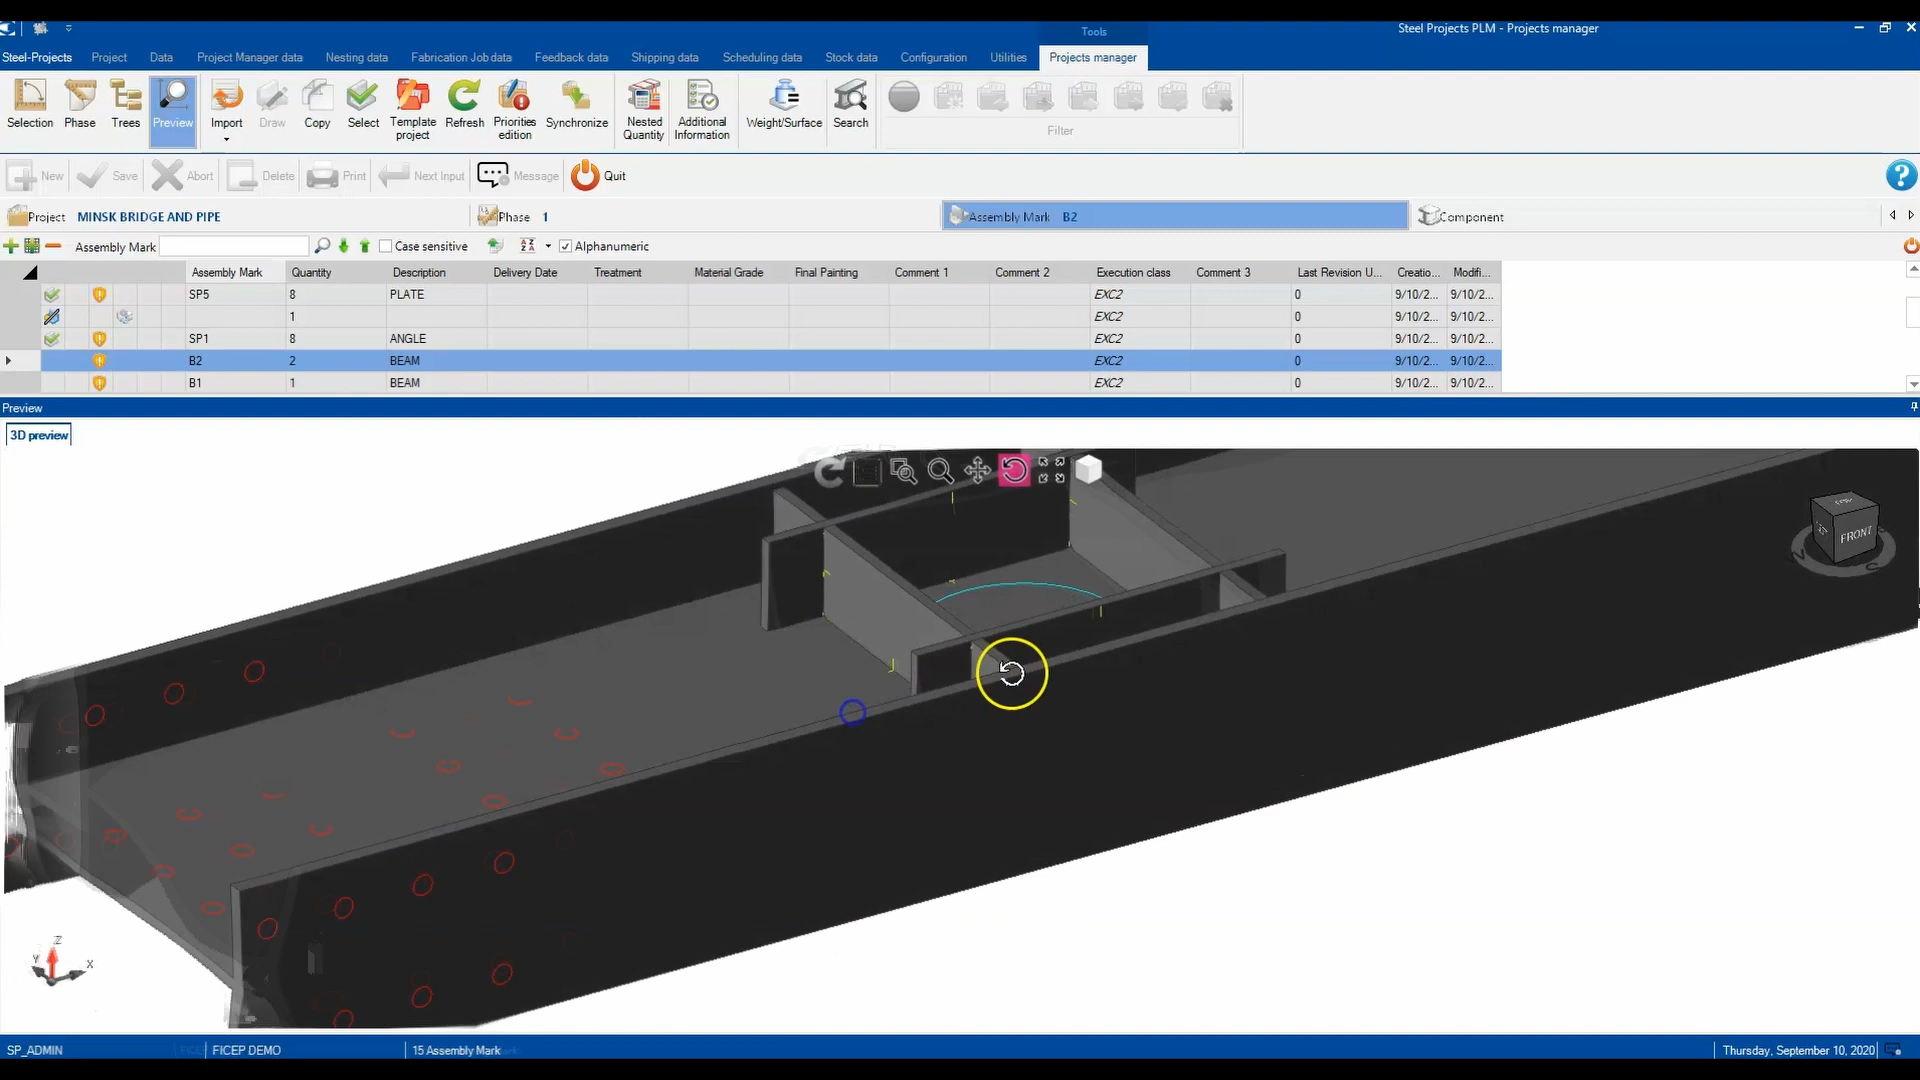 Tools
Steel Projects PLM - Projects manager
Steel-Projects Project Data Project Manager data Nesting data Fabrication Job data Feedback data Shipping data Scheduling data Stock data Configuration Utilities Projects manager
Selection Phase Trees Preview Import Draw Copy Select Template project Refresh Priorities edition Synchronize Nested Quantity Additional Information Weight/Surface Search Filter
New Save Abort Delete Print Next Input Message Quit ?
Project MINSK BRIDGE AND PIPE Phase 1 Assembly Mark B2 Component
Assembly Mark Case sensitive Alphanumeric
Assembly Mark Quantity Description Delivery Date Treatment Material Grade Final Painting Comment 1 Comment 2 Execution class Comment 3 Last Revision U... Creatio... Modifi...
SP5 8 PLATE EXC2 0 9/10/2... 9/10/2...
1 EXC2 0 9/10/2... 9/10/2...
SP1 8 ANGLE EXC2 0 9/10/2... 9/10/2...
B2 2 BEAM EXC2 0 9/10/2... 9/10/2...
B1 1 BEAM EXC2 0 9/10/2... 9/10/2...
Preview
3D preview
FRONT
Z
Y X
SP_ADMIN FICEP DEMO 15 Assembly Mark Thursday, September 10, 2020